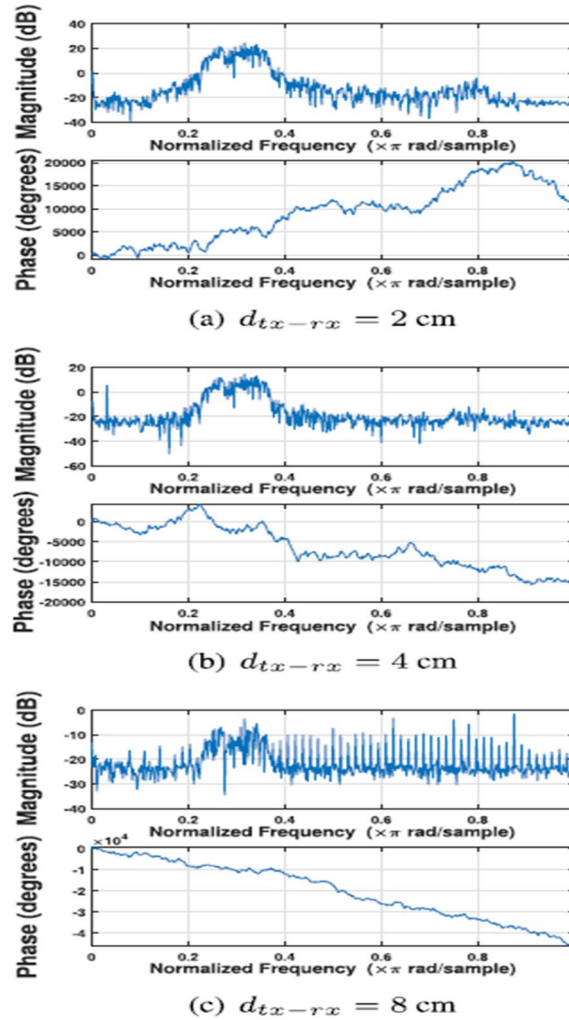 Magnitude (dB)
40
20
0
-20
-40
0 0.2 0.4 0.6 0.8
Normalized Frequency (×π rad/sample)
Phase (degrees)
20000
15000
10000
5000
0
0 0.2 0.4 0.6 0.8
Normalized Frequency (×π rad/sample)
(a) d_{tx-rx} = 2 cm
Magnitude (dB)
20
0
-20
-40
-60
0 0.2 0.4 0.6 0.8
Normalized Frequency (×π rad/sample)
Phase (degrees)
0
-5000
-10000
-15000
-20000
0 0.2 0.4 0.6 0.8
Normalized Frequency (×π rad/sample)
(b) d_{tx-rx} = 4 cm
Magnitude (dB)
0
-10
-20
-30
-40
0 0.2 0.4 0.6 0.8
Normalized Frequency (×π rad/sample)
Phase (degrees)
×10^4
0
-1
-2
-3
-4
0 0.2 0.4 0.6 0.8
Normalized Frequency (×π rad/sample)
(c) d_{tx-rx} = 8 cm